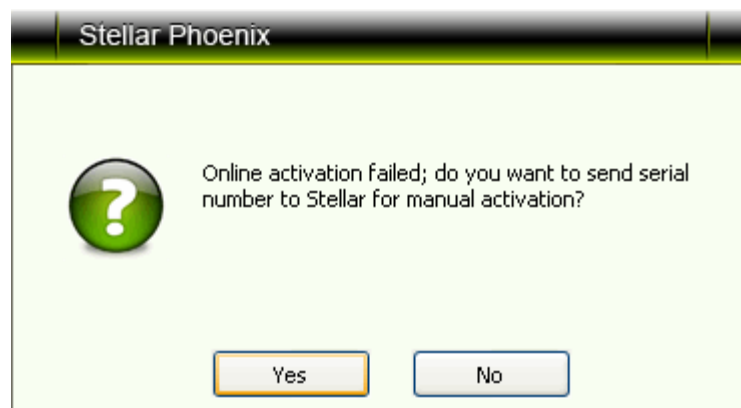 Stellar Phoenix
Online activation failed; do you want to send serial
number to Stellar for manual activation?
Yes
No